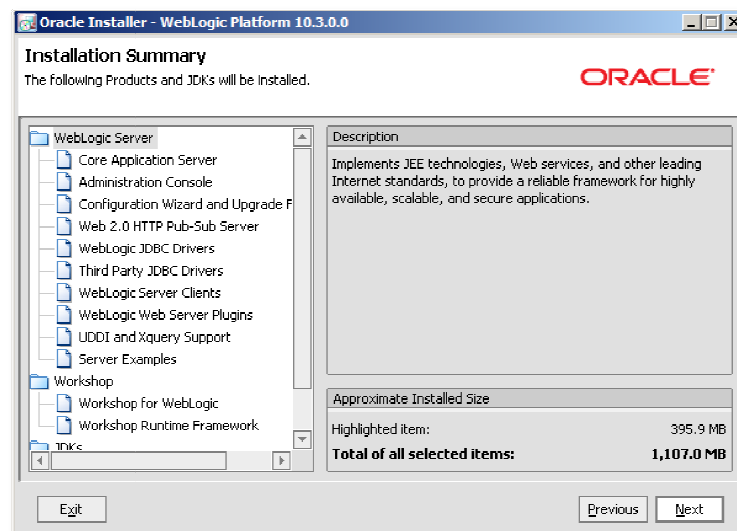 Oracle Installer - WebLogic Platform 10.3.0.0
Installation Summary
The following Products and JDKs will be installed.
ORACLE
WebLogic Server
Core Application Server
Administration Console
Configuration Wizard and Upgrade F
Web 2.0 HTTP Pub-Sub Server
WebLogic JDBC Drivers
Third Party JDBC Drivers
WebLogic Server Clients
WebLogic Web Server Plugins
UDDI and Xquery Support
Server Examples
Workshop
Workshop for WebLogic
Workshop Runtime Framework
JDKs
Description
Implements JEE technologies, Web services, and other leading
Internet standards, to provide a reliable framework for highly
available, scalable, and secure applications.
Approximate Installed Size
Highlighted item: 395.9 MB
Total of all selected items: 1,107.0 MB
Exit
Previous
Next